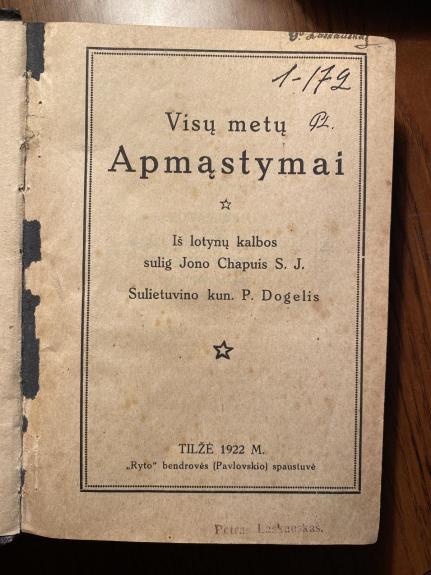 1-172
Visų metų
Apmąstymai
Iš lotynų kalbos
sulig Jono Chapuis S. J.
Sulietuvino kun. P. Dogelis
TILŽĖ 1922 M.
„Ryto" bendrovės (Pavlovskio) spaustuvė
Petras Laskauskas.